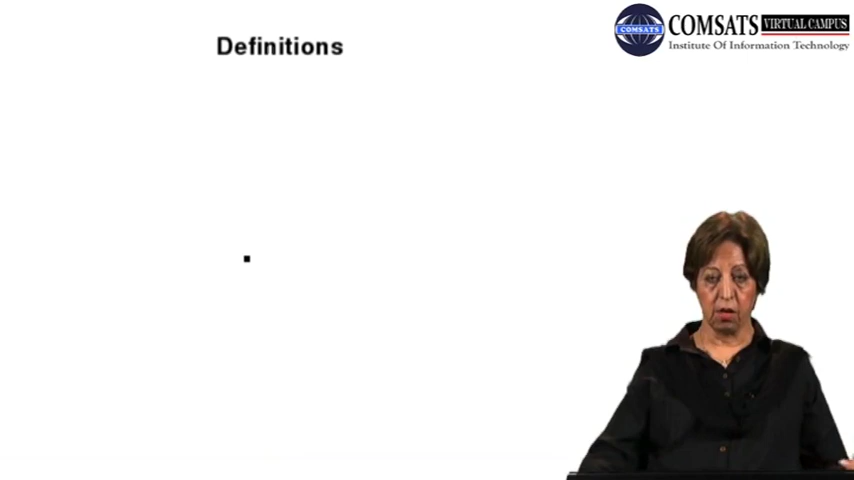 Definitions
COMSATS
COMSATS VIRTUAL CAMPUS
Institute Of Information Technology